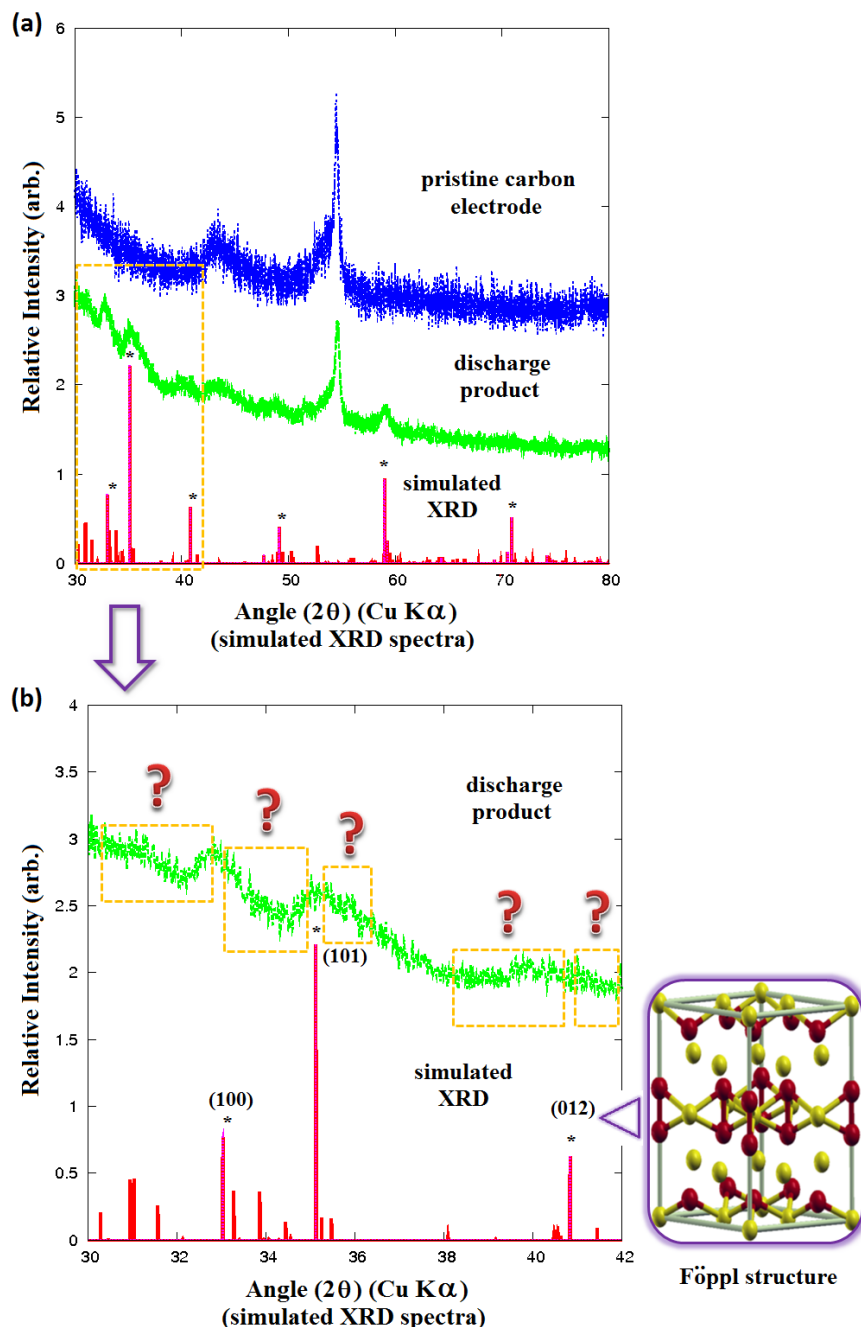 (a)
6
5
4
3
2
1
0
Relative Intensity (arb.)
pristine carbon
electrode
discharge
product
simulated
XRD
*
*
*
*
*
*
30
40
50
60
70
80
Angle (2θ) (Cu Kα)
(simulated XRD spectra)
(b)
4
3.5
3
2.5
2
1.5
1
0.5
0
Relative Intensity (arb.)
?
?
?
?
?
discharge
product
*
(101)
simulated
XRD
(100)
*
(012)
*
30
32
34
36
38
40
42
Angle (2θ) (Cu Kα)
(simulated XRD spectra)
Föppl structure